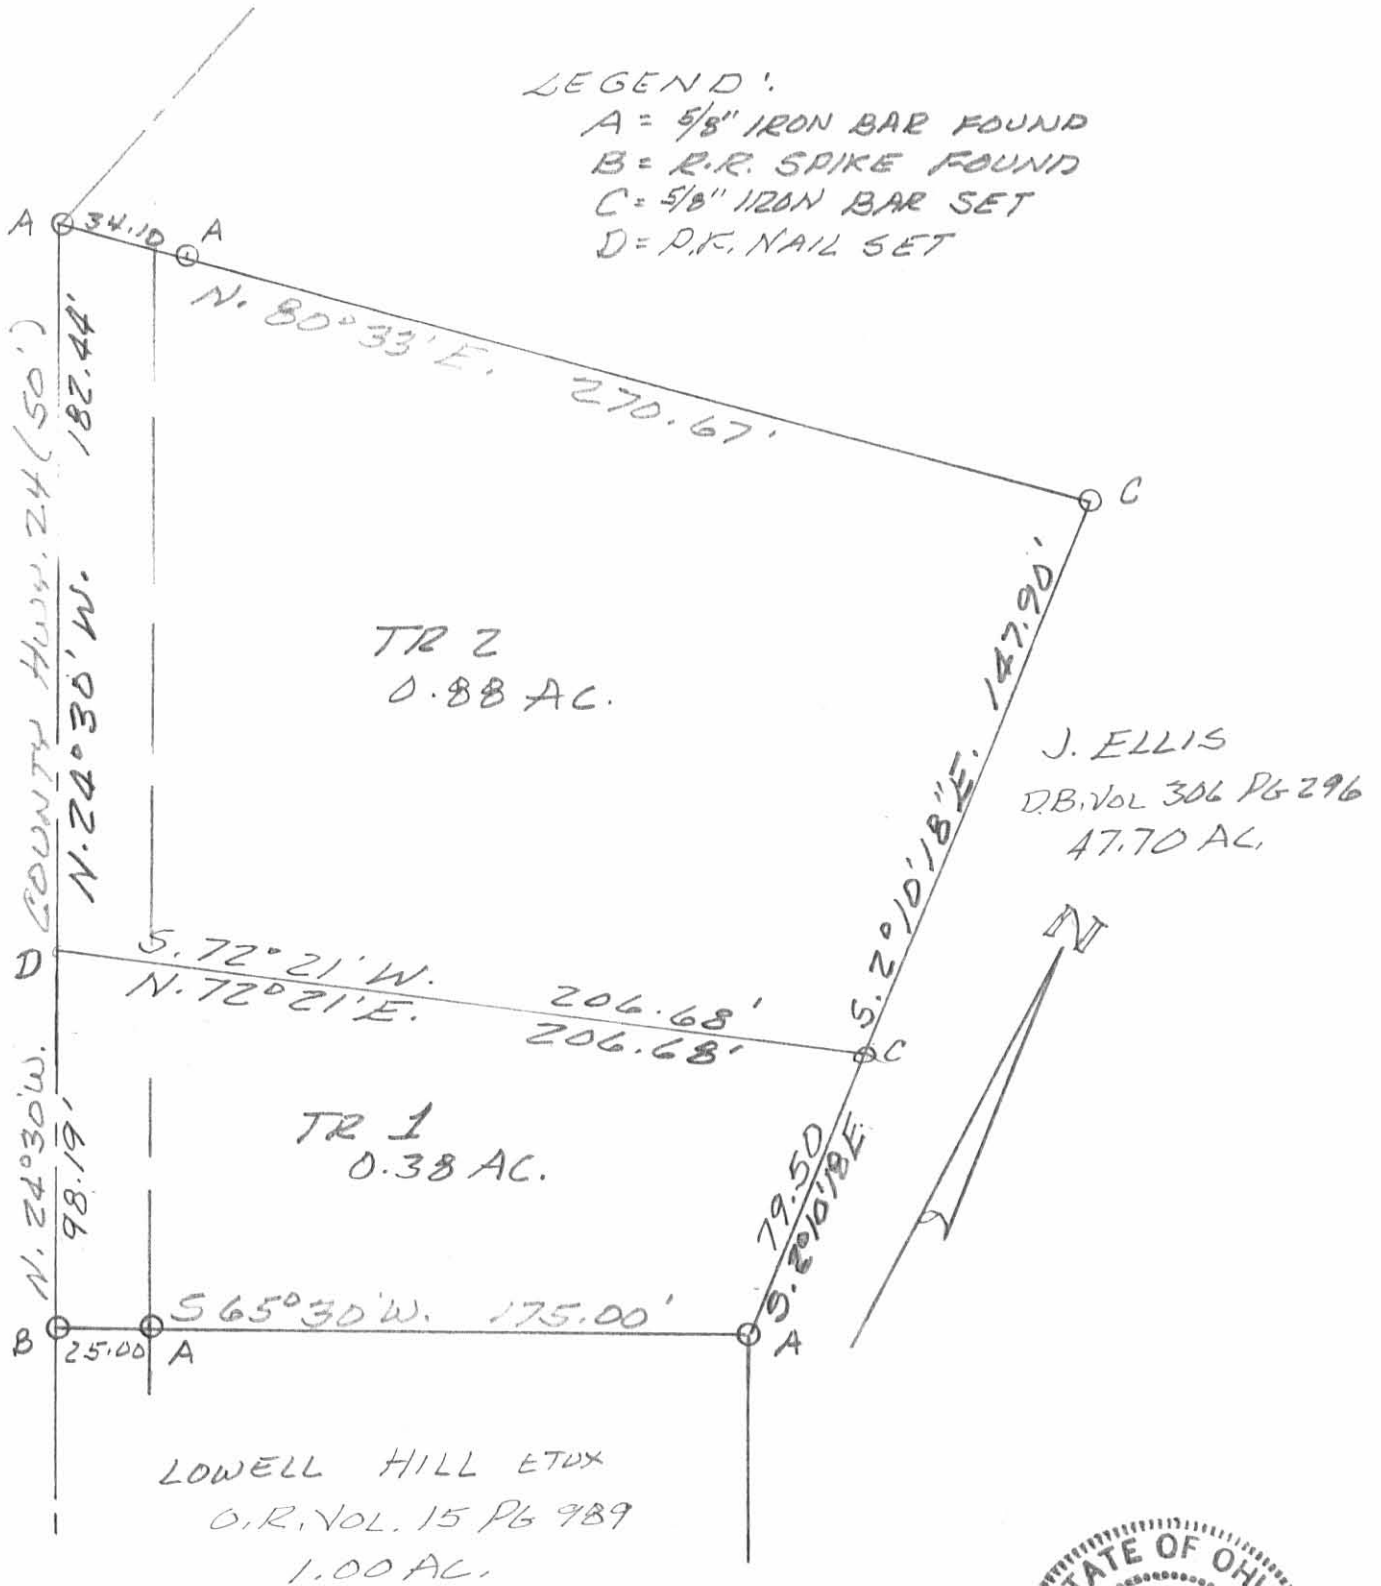 LEGEND:
A = 5/8" IRON BAR FOUND
B = R.R. SPIKE FOUND
C = 5/8" IRON BAR SET
D = P.K. NAIL SET
A
34.10
A
N. 80°33' E. 270.67'
C
COUNTY HWY. 24 (50')
N. 24°30' W. 182.44'
TR 2
0.88 AC.
S. 2°10'18" E. 147.90'
J. ELLIS
D.B. VOL 306 PG 296
47.70 AC.
N
D
S. 72°21' W. 206.68'
N. 72°21' E. 206.68'
C
N. 24°30' W.
98.19'
TR 1
0.38 AC.
79.50
S. 2°10'18 E.
S 65°30' W. 175.00'
B
25.00
A
A
LOWELL HILL ETUX
O.R. VOL. 15 PG 989
1.00 AC.
STATE OF OHIO